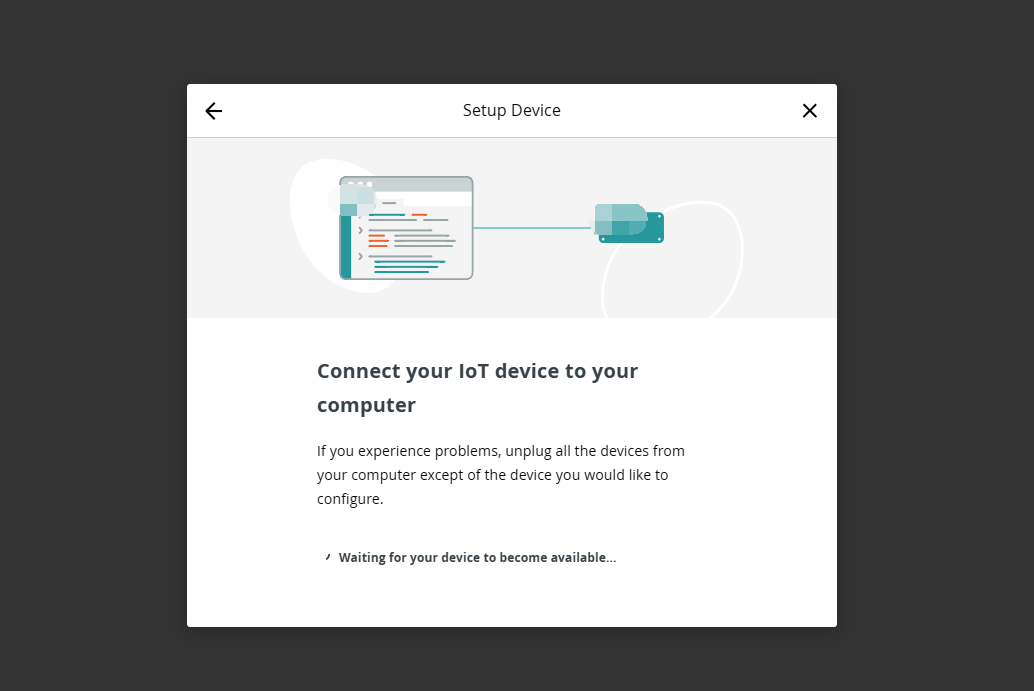 Setup Device
Connect your IoT device to your
computer
If you experience problems, unplug all the devices from
your computer except of the device you would like to
configure.
Waiting for your device to become available...